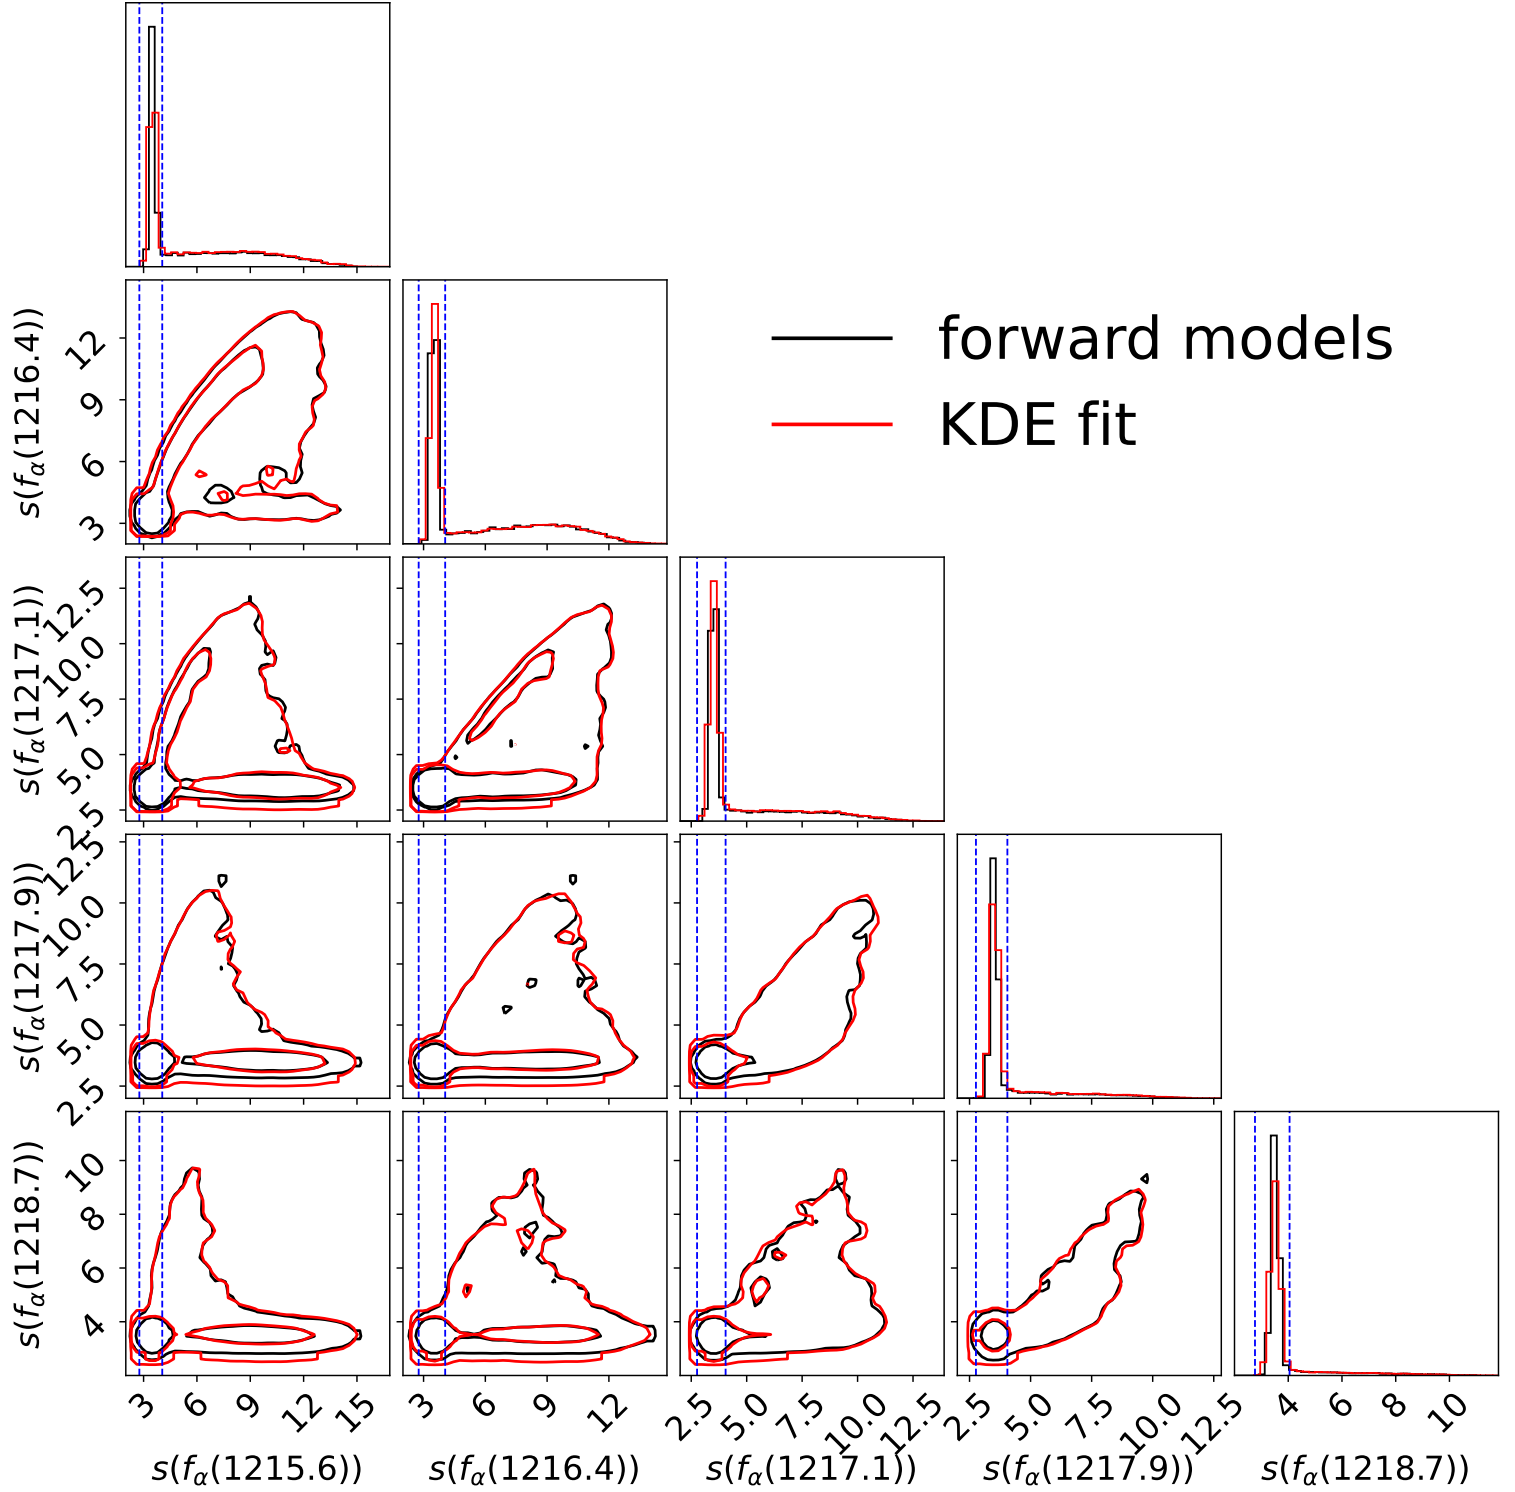 forward models
KDE fit
s(fα(1216.4))
12
9
6
3
s(fα(1217.1))
12.5
10.0
7.5
5.0
2.5
s(fα(1217.9))
12.5
10.0
7.5
5.0
2.5
s(fα(1218.7))
10
8
6
4
3 6 9 12 15
3 6 9 12
2.5 5.0 7.5 10.0 12.5
2.5 5.0 7.5 10.0 12.5
4 6 8 10
s(fα(1215.6))
s(fα(1216.4))
s(fα(1217.1))
s(fα(1217.9))
s(fα(1218.7))